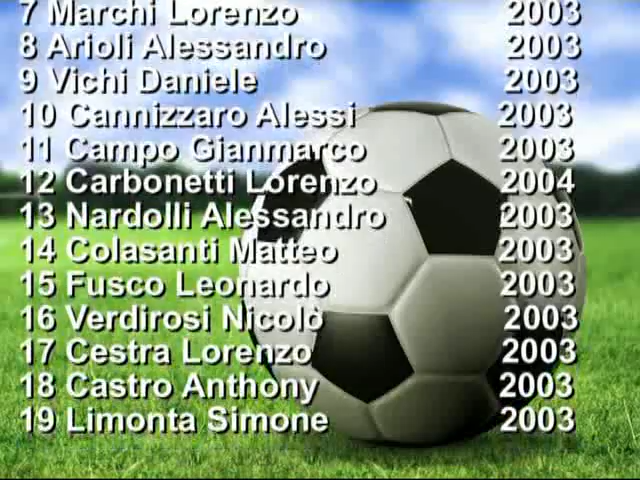 7 Marchi Lorenzo 2003
8 Arioli Alessandro 2003
9 Vichi Daniele 2003
10 Cannizzaro Alessi 2003
11 Campo Gianmarco 2003
12 Carbonetti Lorenzo 2004
13 Nardolli Alessandro 2003
14 Colasanti Matteo 2003
15 Fusco Leonardo 2003
16 Verdirosi Nicolò 2003
17 Cestra Lorenzo 2003
18 Castro Anthony 2003
19 Limonta Simone 2003